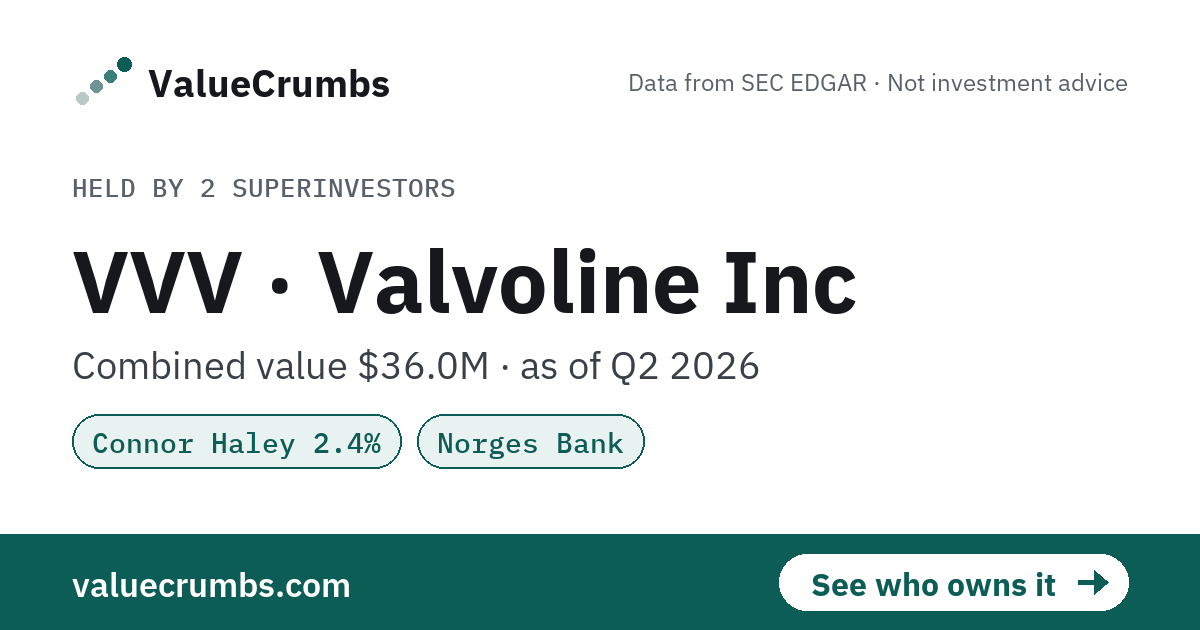 ValueCrumbs
Data from SEC EDGAR · Not investment advice
HELD BY 2 SUPERINVESTORS
VVV · Valvoline Inc
Combined value $36.0M · as of Q2 2026
Connor Haley 2.4%
Norges Bank
valuecrumbs.com
See who owns it →